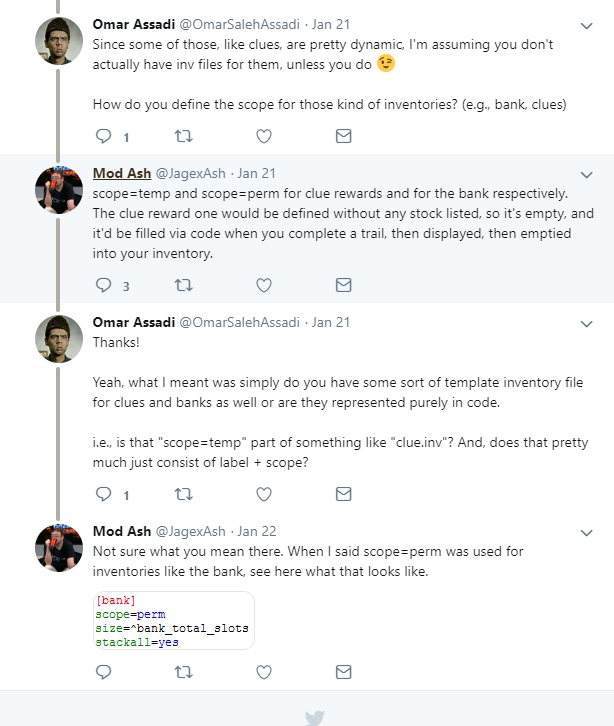 Omar Assadi @OmarSalehAssadi · Jan 21
Since some of those, like clues, are pretty dynamic, I'm assuming you don't
actually have inv files for them, unless you do 😉
How do you define the scope for those kind of inventories? (e.g., bank, clues)
1
Mod Ash @JagexAsh · Jan 21
scope=temp and scope=perm for clue rewards and for the bank respectively.
The clue reward one would be defined without any stock listed, so it's empty, and
it'd be filled via code when you complete a trail, then displayed, then emptied
into your inventory.
3
Omar Assadi @OmarSalehAssadi · Jan 21
Thanks!
Yeah, what I meant was simply do you have some sort of template inventory file
for clues and banks as well or are they represented purely in code.
i.e., is that "scope=temp" part of something like "clue.inv"? And, does that pretty
much just consist of label + scope?
1
Mod Ash @JagexAsh · Jan 22
Not sure what you mean there. When I said scope=perm was used for
inventories like the bank, see here what that looks like.
[bank]
scope=perm
size=^bank_total_slots
stackall=yes